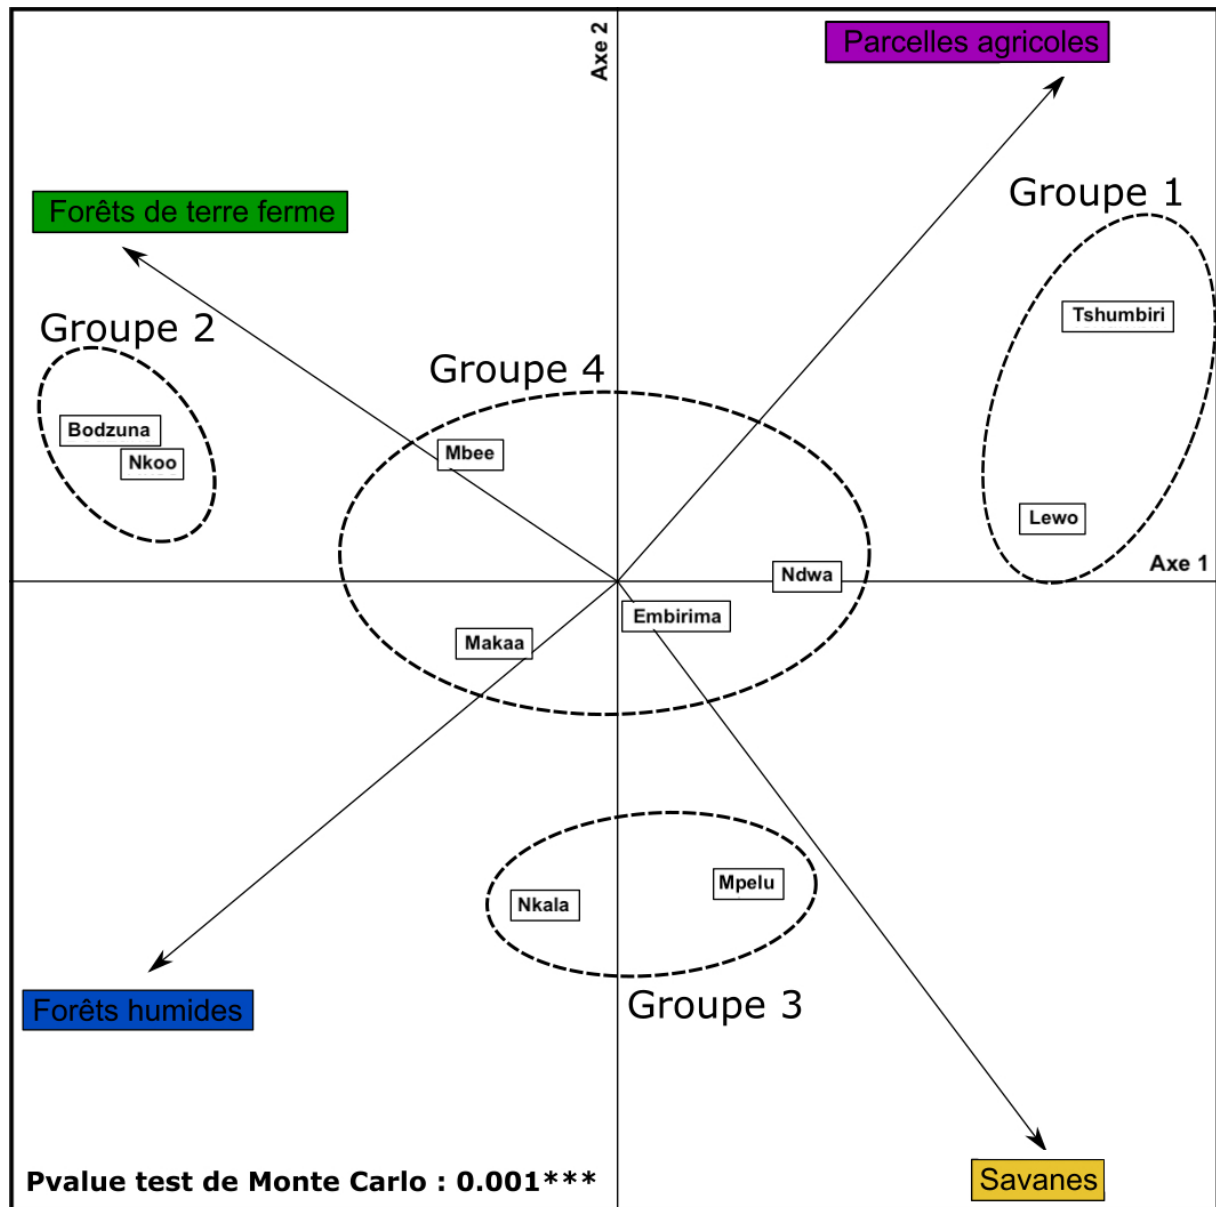 Axe 2
Parcelles agricoles
Forêts de terre ferme
Groupe 1
Groupe 2
Tshumbiri
Groupe 4
Bodzuna
Mbee
Nkoo
Lewo
Axe 1
Ndwa
Embirima
Makaa
Mpelu
Nkala
Groupe 3
Forêts humides
Savanes
Pvalue test de Monte Carlo : 0.001***